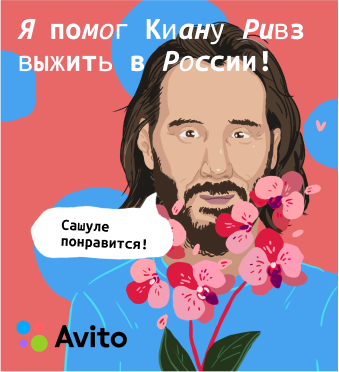 Я помог Киану Ривз
выжить в России!
Сашуле
понравится!
Avito